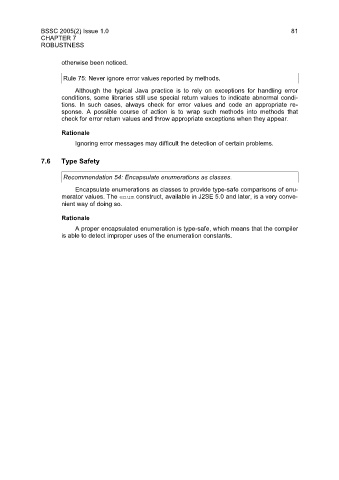 BSSC 2005(2) Issue 1.0 81
CHAPTER 7
ROBUSTNESS
otherwise been noticed.
Rule 75: Never ignore error values reported by methods.
Although the typical Java practice is to rely on exceptions for handling error
conditions, some libraries still use special return values to indicate abnormal condi-
tions. In such cases, always check for error values and code an appropriate re-
sponse. A possible course of action is to wrap such methods into methods that
check for error return values and throw appropriate exceptions when they appear.
Rationale
Ignoring error messages may difficult the detection of certain problems.
7.6 Type Safety
Recommendation 54: Encapsulate enumerations as classes.
Encapsulate enumerations as classes to provide type-safe comparisons of enu-
merator values. The enum construct, available in J2SE 5.0 and later, is a very conve-
nient way of doing so.
Rationale
A proper encapsulated enumeration is type-safe, which means that the compiler
is able to detect improper uses of the enumeration constants.